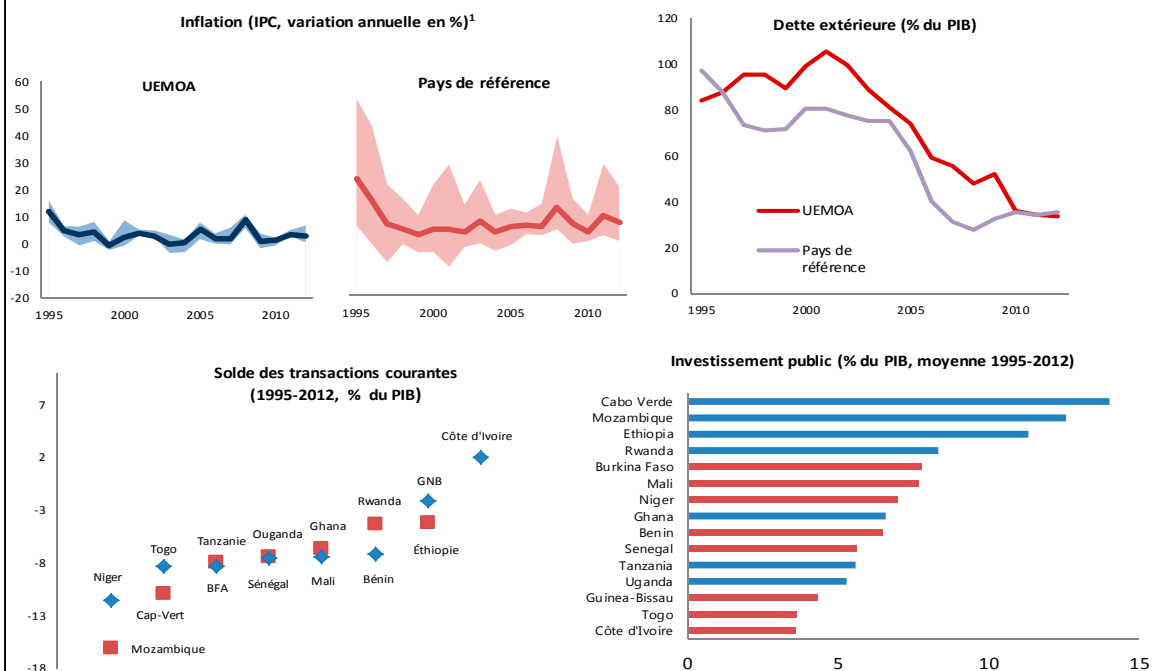 Inflation (IPC, variation annuelle en %)¹
UEMOA
60
50
40
30
20
10
0
-10
-20
1995
2000
2005
2010
Pays de référence
1995
2000
2005
2010
Dette extérieure (% du PIB)
120
100
80
60
40
20
0
UEMOA
Pays de
référence
1995
2000
2005
2010
Solde des transactions courantes
(1995-2012, % du PIB)
7
2
-3
-8
-13
-18
Côte d'Ivoire
GNB
Rwanda
Ghana
Ouganda
Tanzanie
Togo
Niger
Éthiopie
Bénin
Mali
Sénégal
BFA
Cap-Vert
Mozambique
Investissement public (% du PIB, moyenne 1995-2012)
Cabo Verde
Mozambique
Ethiopia
Rwanda
Burkina Faso
Mali
Niger
Ghana
Benin
Senegal
Tanzania
Uganda
Guinea-Bissau
Togo
Côte d'Ivoire
0
5
10
15